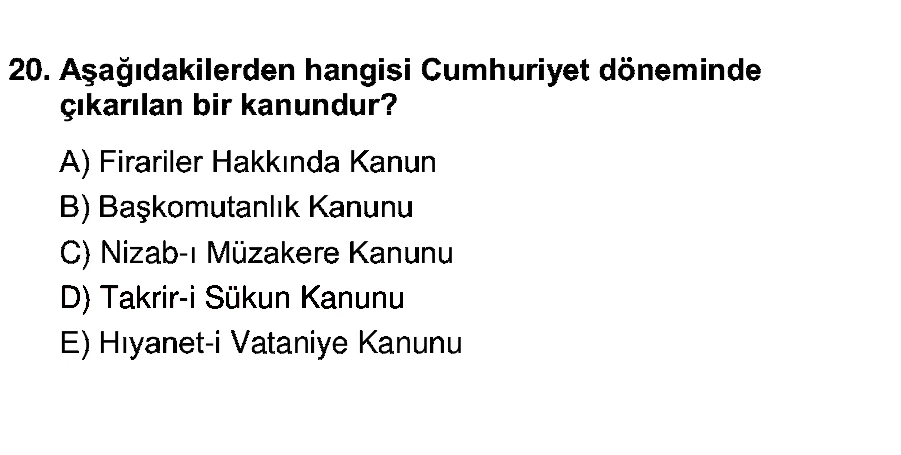 20. Aşağıdakilerden hangisi Cumhuriyet döneminde
çıkarılan bir kanundur?
A) Firariler Hakkında Kanun
B) Başkomutanlık Kanunu
C) Nizab-ı Müzakere Kanunu
D) Takrir-i Sükun Kanunu
E) Hıyanet-i Vataniye Kanunu